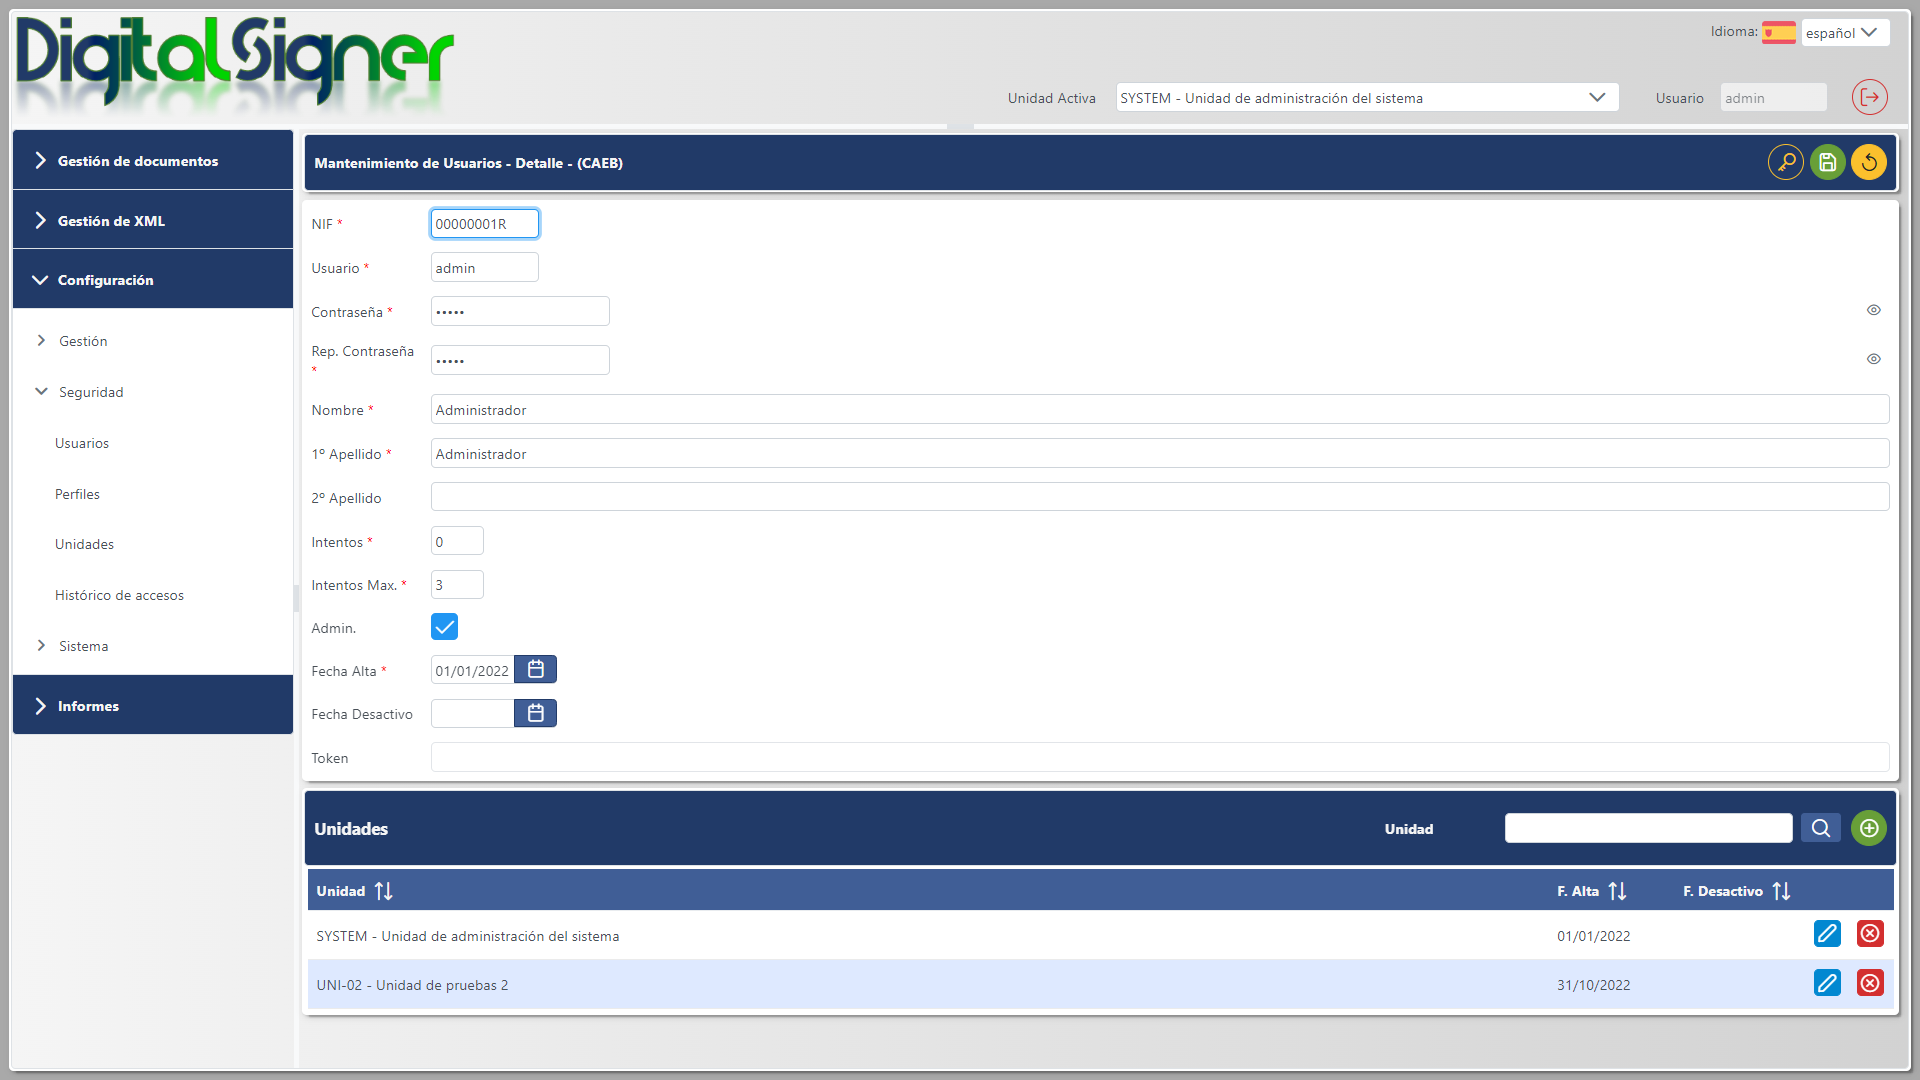 DigitalSigner
Idioma: español
Unidad Activa SYSTEM - Unidad de administración del sistema Usuario admin
Gestión de documentos
Gestión de XML
Configuración
Gestión
Seguridad
Usuarios
Perfiles
Unidades
Histórico de accesos
Sistema
Informes
Mantenimiento de Usuarios - Detalle - (CAEB)
NIF * 00000001R
Usuario * admin
Contraseña * •••••
Rep. Contraseña
* •••••
Nombre * Administrador
1º Apellido * Administrador
2º Apellido
Intentos * 0
Intentos Max. * 3
Admin.
Fecha Alta * 01/01/2022
Fecha Desactivo
Token
Unidades Unidad
Unidad F. Alta F. Desactivo
SYSTEM - Unidad de administración del sistema 01/01/2022
UNI-02 - Unidad de pruebas 2 31/10/2022